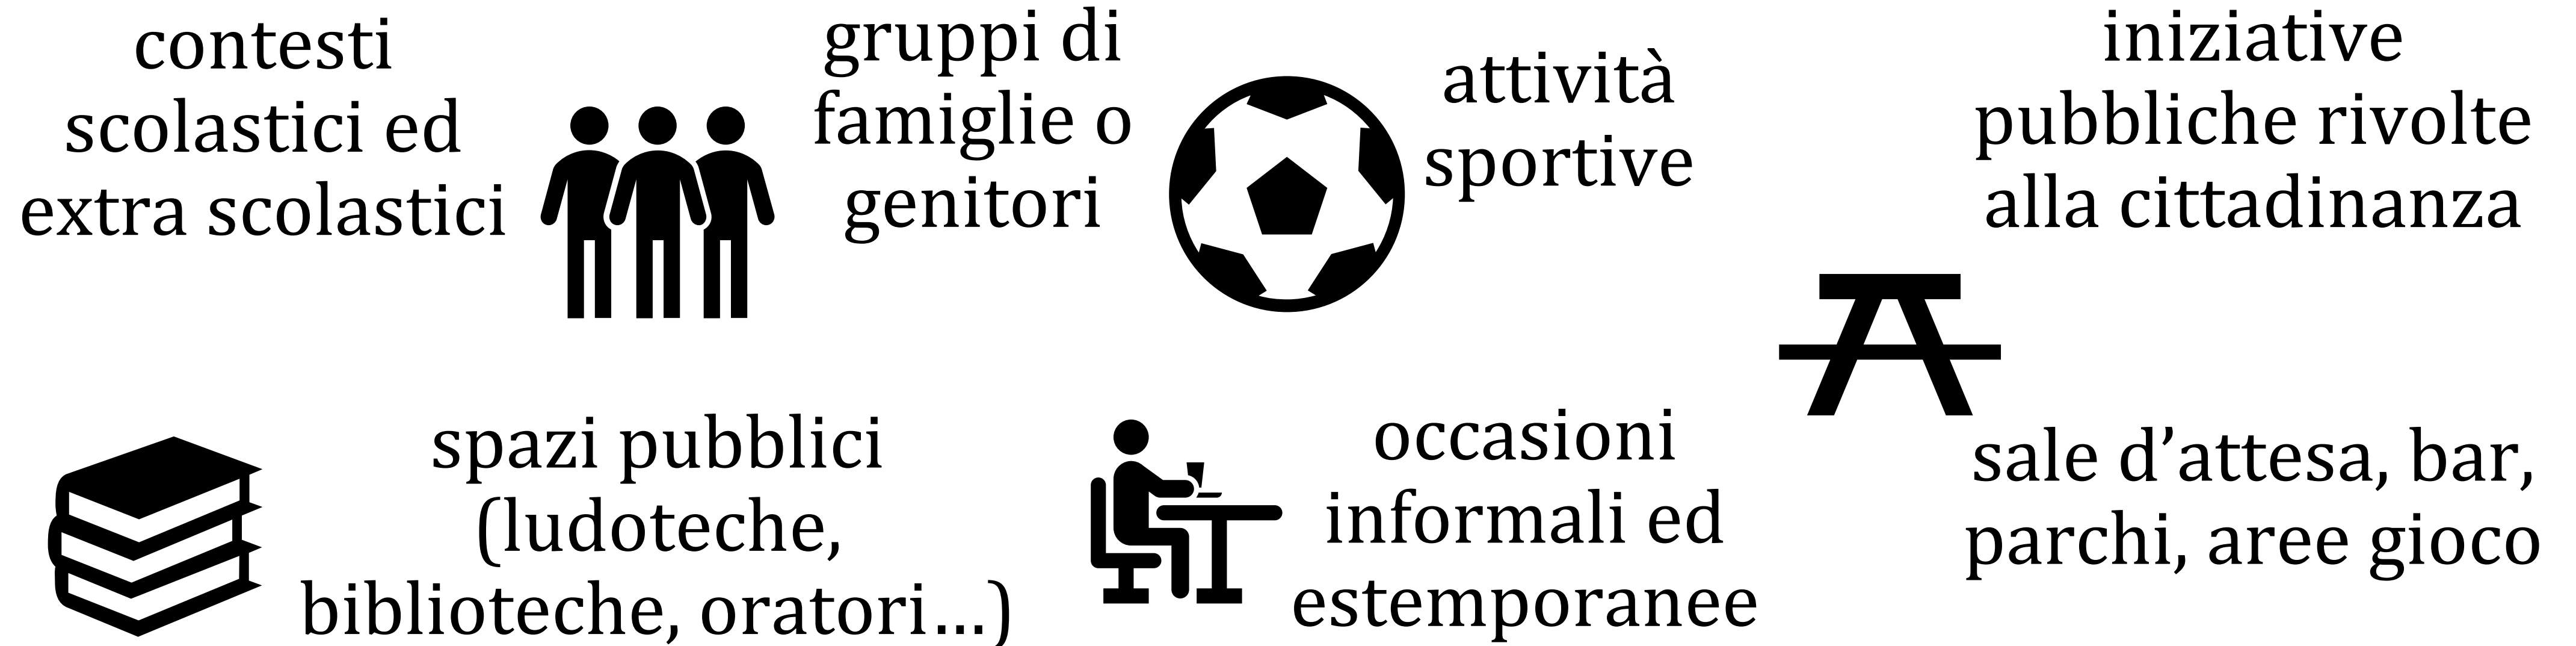 contesti
scolastici ed
extra scolastici
gruppi di
famiglie o
genitori
attività
sportive
iniziative
pubbliche rivolte
alla cittadinanza
spazi pubblici
(ludoteche,
biblioteche, oratori…)
occasioni
informali ed
estemporanee
sale d’attesa, bar,
parchi, aree gioco